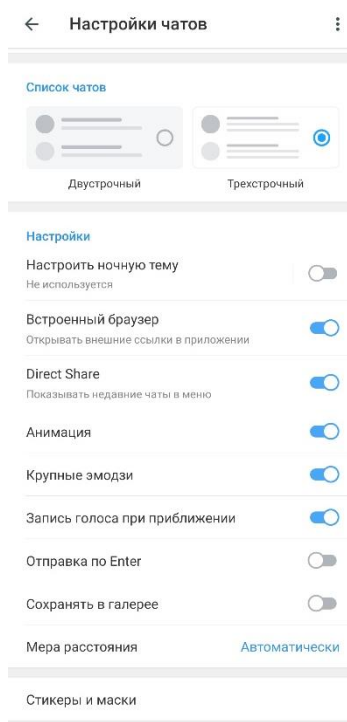 Настройки чатов
Список чатов
Двустрочный
Трехстрочный
Настройки
Настроить ночную тему
Не используется
Встроенный браузер
Открывать внешние ссылки в приложении
Direct Share
Показывать недавние чаты в меню
Анимация
Крупные эмодзи
Запись голоса при приближении
Отправка по Enter
Сохранять в галерее
Мера расстояния Автоматически
Стикеры и маски